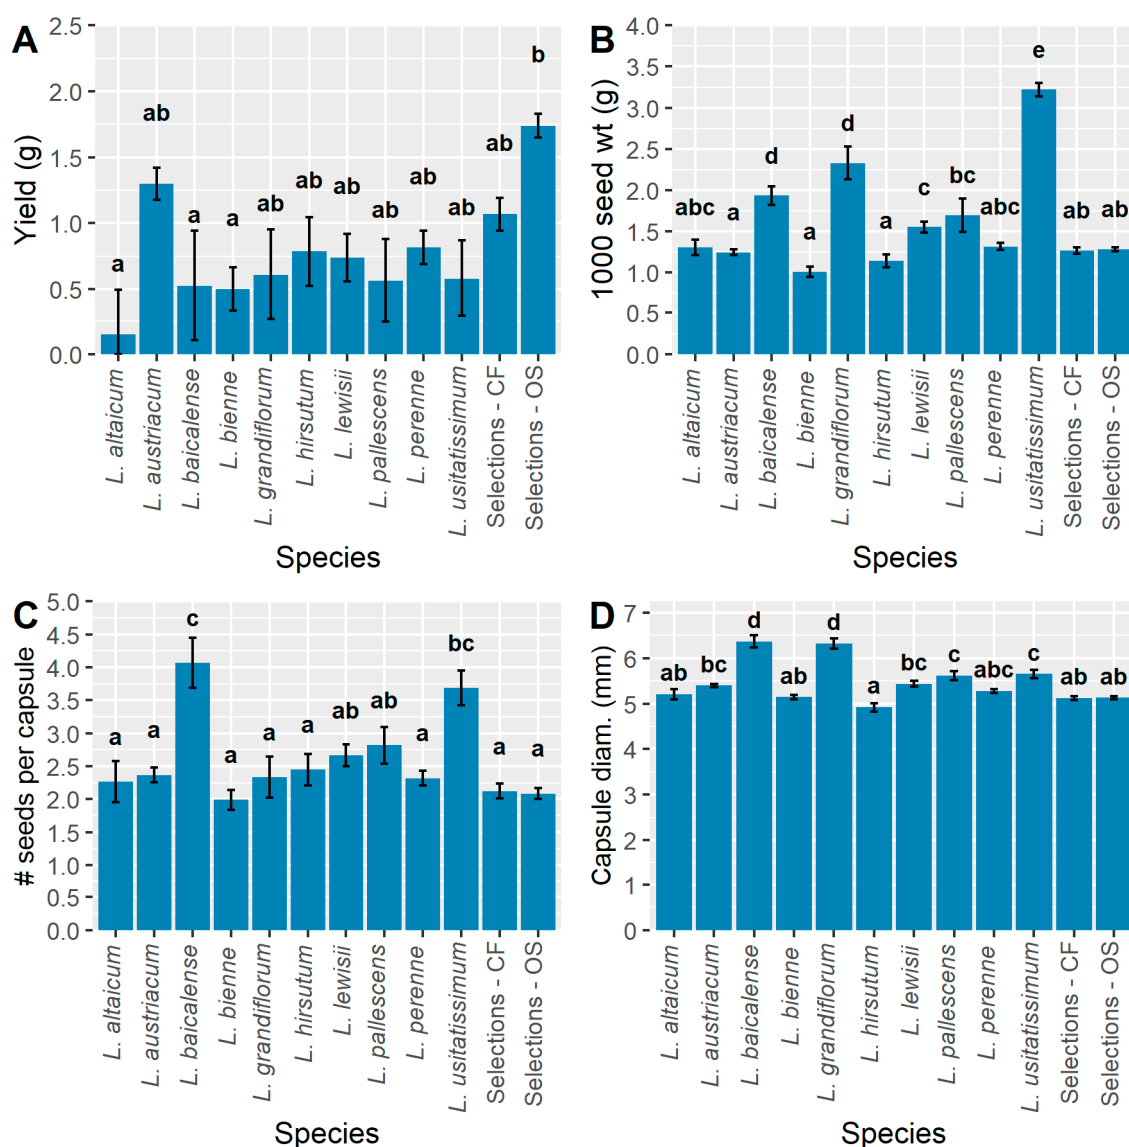 A
Yield (g)
2.5
2.0
1.5
1.0
0.5
0.0
a
ab
a
a
ab
ab
ab
ab
ab
ab
ab
b
L. altaicum
L. austriacum
L. baicalense
L. bienne
L. grandiflorum
L. hirsutum
L. lewisii
L. pallescens
L. perenne
L. usitatissimum
Selections - CF
Selections - OS
Species
B
1000 seed wt (g)
4.0
3.5
3.0
2.5
2.0
1.5
1.0
0.5
0.0
abc
a
d
a
d
a
c
bc
abc
e
ab
ab
L. altaicum
L. austriacum
L. baicalense
L. bienne
L. grandiflorum
L. hirsutum
L. lewisii
L. pallescens
L. perenne
L. usitatissimum
Selections - CF
Selections - OS
Species
C
# seeds per capsule
5.0
4.5
4.0
3.5
3.0
2.5
2.0
1.5
1.0
0.5
0.0
a
a
c
a
a
a
ab
ab
a
bc
a
a
L. altaicum
L. austriacum
L. baicalense
L. bienne
L. grandiflorum
L. hirsutum
L. lewisii
L. pallescens
L. perenne
L. usitatissimum
Selections - CF
Selections - OS
Species
D
Capsule diam. (mm)
7
6
5
4
3
2
1
0
ab
bc
d
ab
d
a
bc
c
abc
c
ab
ab
L. altaicum
L. austriacum
L. baicalense
L. bienne
L. grandiflorum
L. hirsutum
L. lewisii
L. pallescens
L. perenne
L. usitatissimum
Selections - CF
Selections - OS
Species